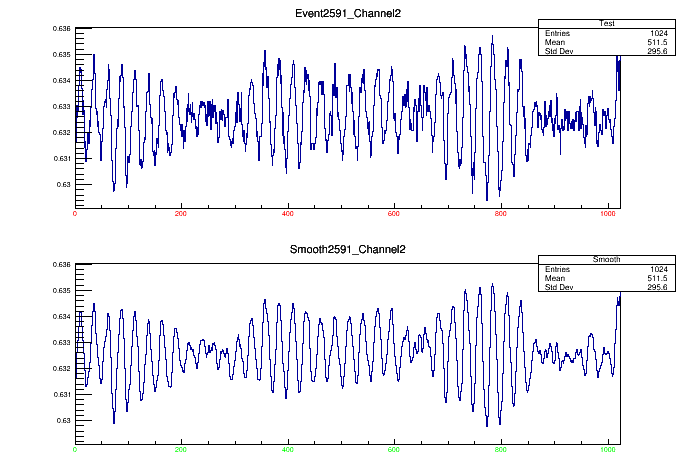 Event2591_Channel2
Test
Entries 1024
Mean 511.5
Std Dev 295.6
0.636
0.635
0.634
0.633
0.632
0.631
0.63
0 200 400 600 800 1000
Smooth2591_Channel2
Smooth
Entries 1024
Mean 511.5
Std Dev 295.6
0.636
0.635
0.634
0.633
0.632
0.631
0.63
0 200 400 600 800 1000